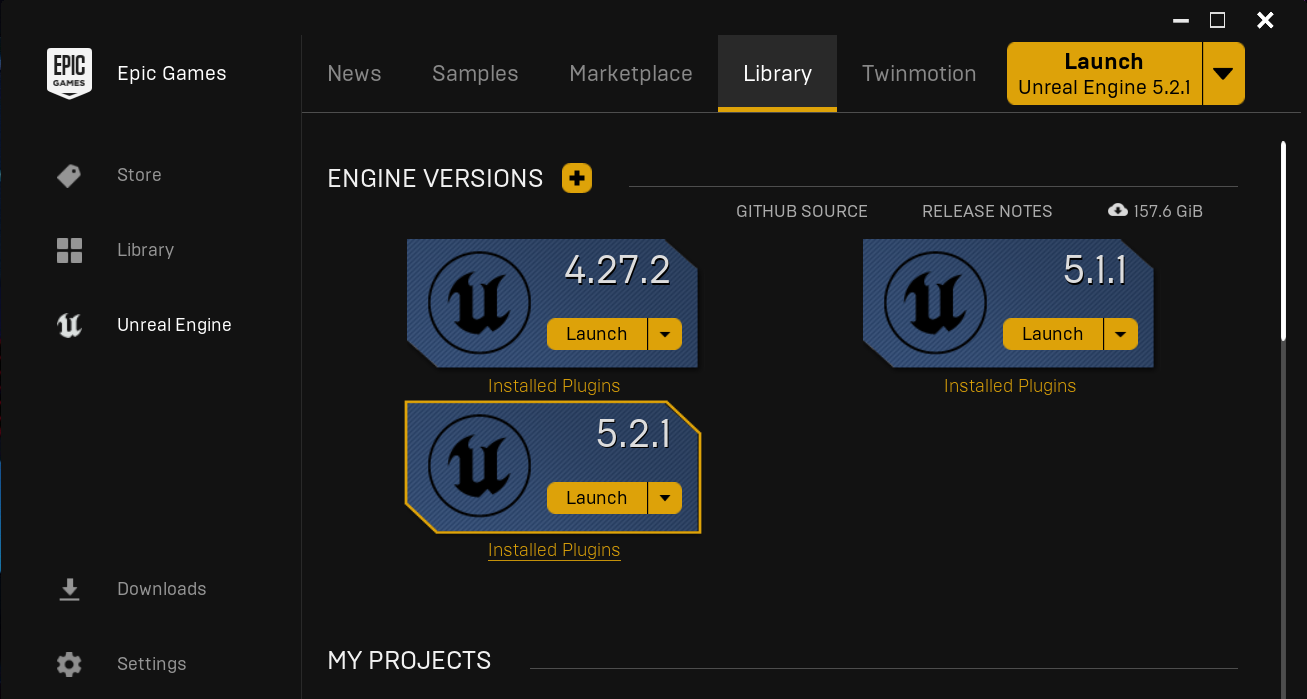 EPIC
GAMES
Epic Games
News
Samples
Marketplace
Library
Twinmotion
Launch
Unreal Engine 5.2.1
Store
Library
Unreal Engine
Downloads
Settings
ENGINE VERSIONS
GITHUB SOURCE
RELEASE NOTES
157.6 GiB
4.27.2
Launch
Installed Plugins
5.1.1
Launch
Installed Plugins
5.2.1
Launch
Installed Plugins
MY PROJECTS